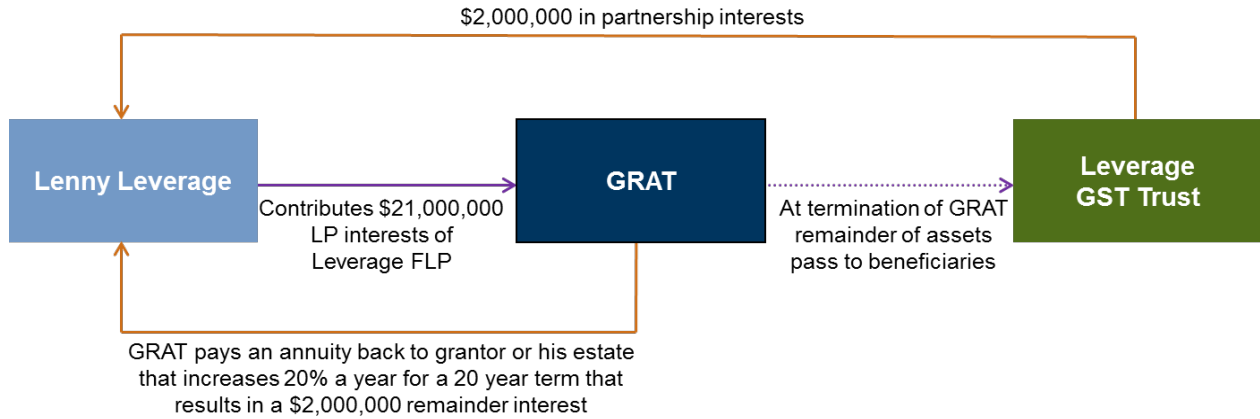 $2,000,000 in partnership interests
Lenny Leverage
Contributes $21,000,000
LP interests of
Leverage FLP
GRAT
At termination of GRAT
remainder of assets
pass to beneficiaries
Leverage
GST Trust
GRAT pays an annuity back to grantor or his estate
that increases 20% a year for a 20 year term that
results in a $2,000,000 remainder interest